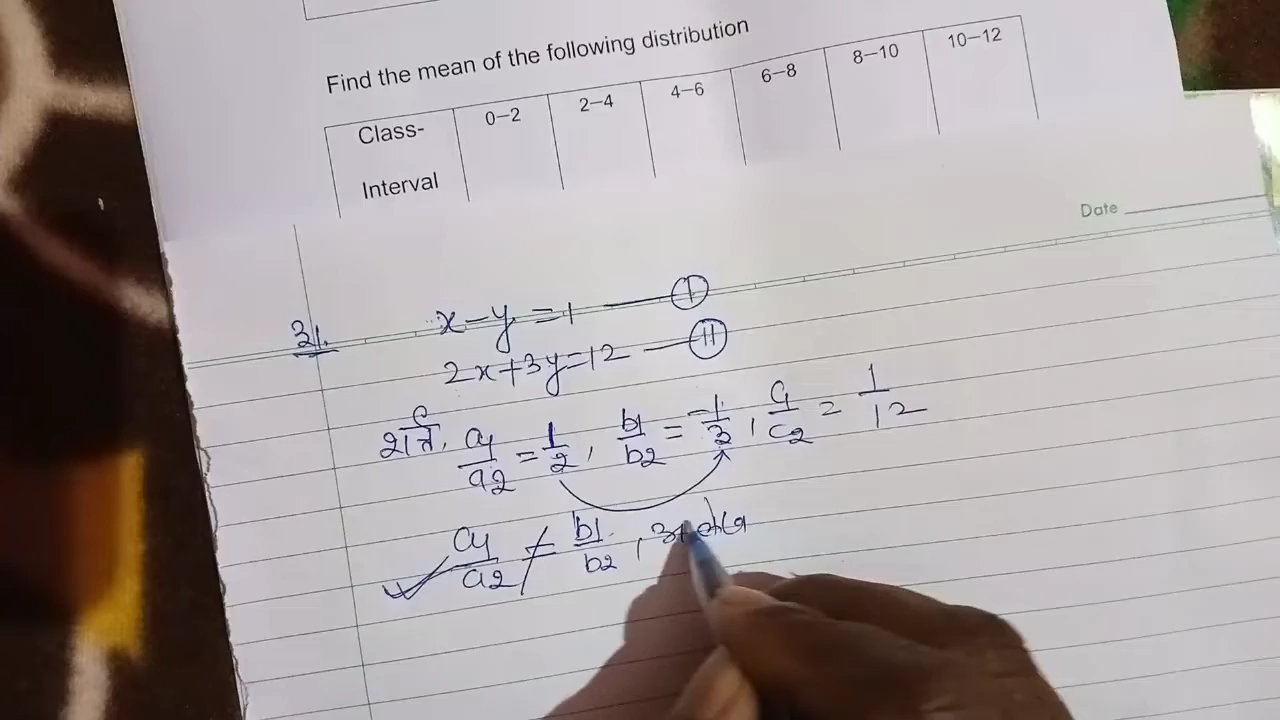 Find the mean of the following distribution
Class-Interval 0–2 2–4 4–6 6–8 8–10 10–12
Date
31. x-y=1 — I
2x+3y=12 — II
शर्त, a1/a2 = 1/2, b1/b2 = -1/3, c1/c2 = 1/12
a1/a2 ≠ b1/b2,